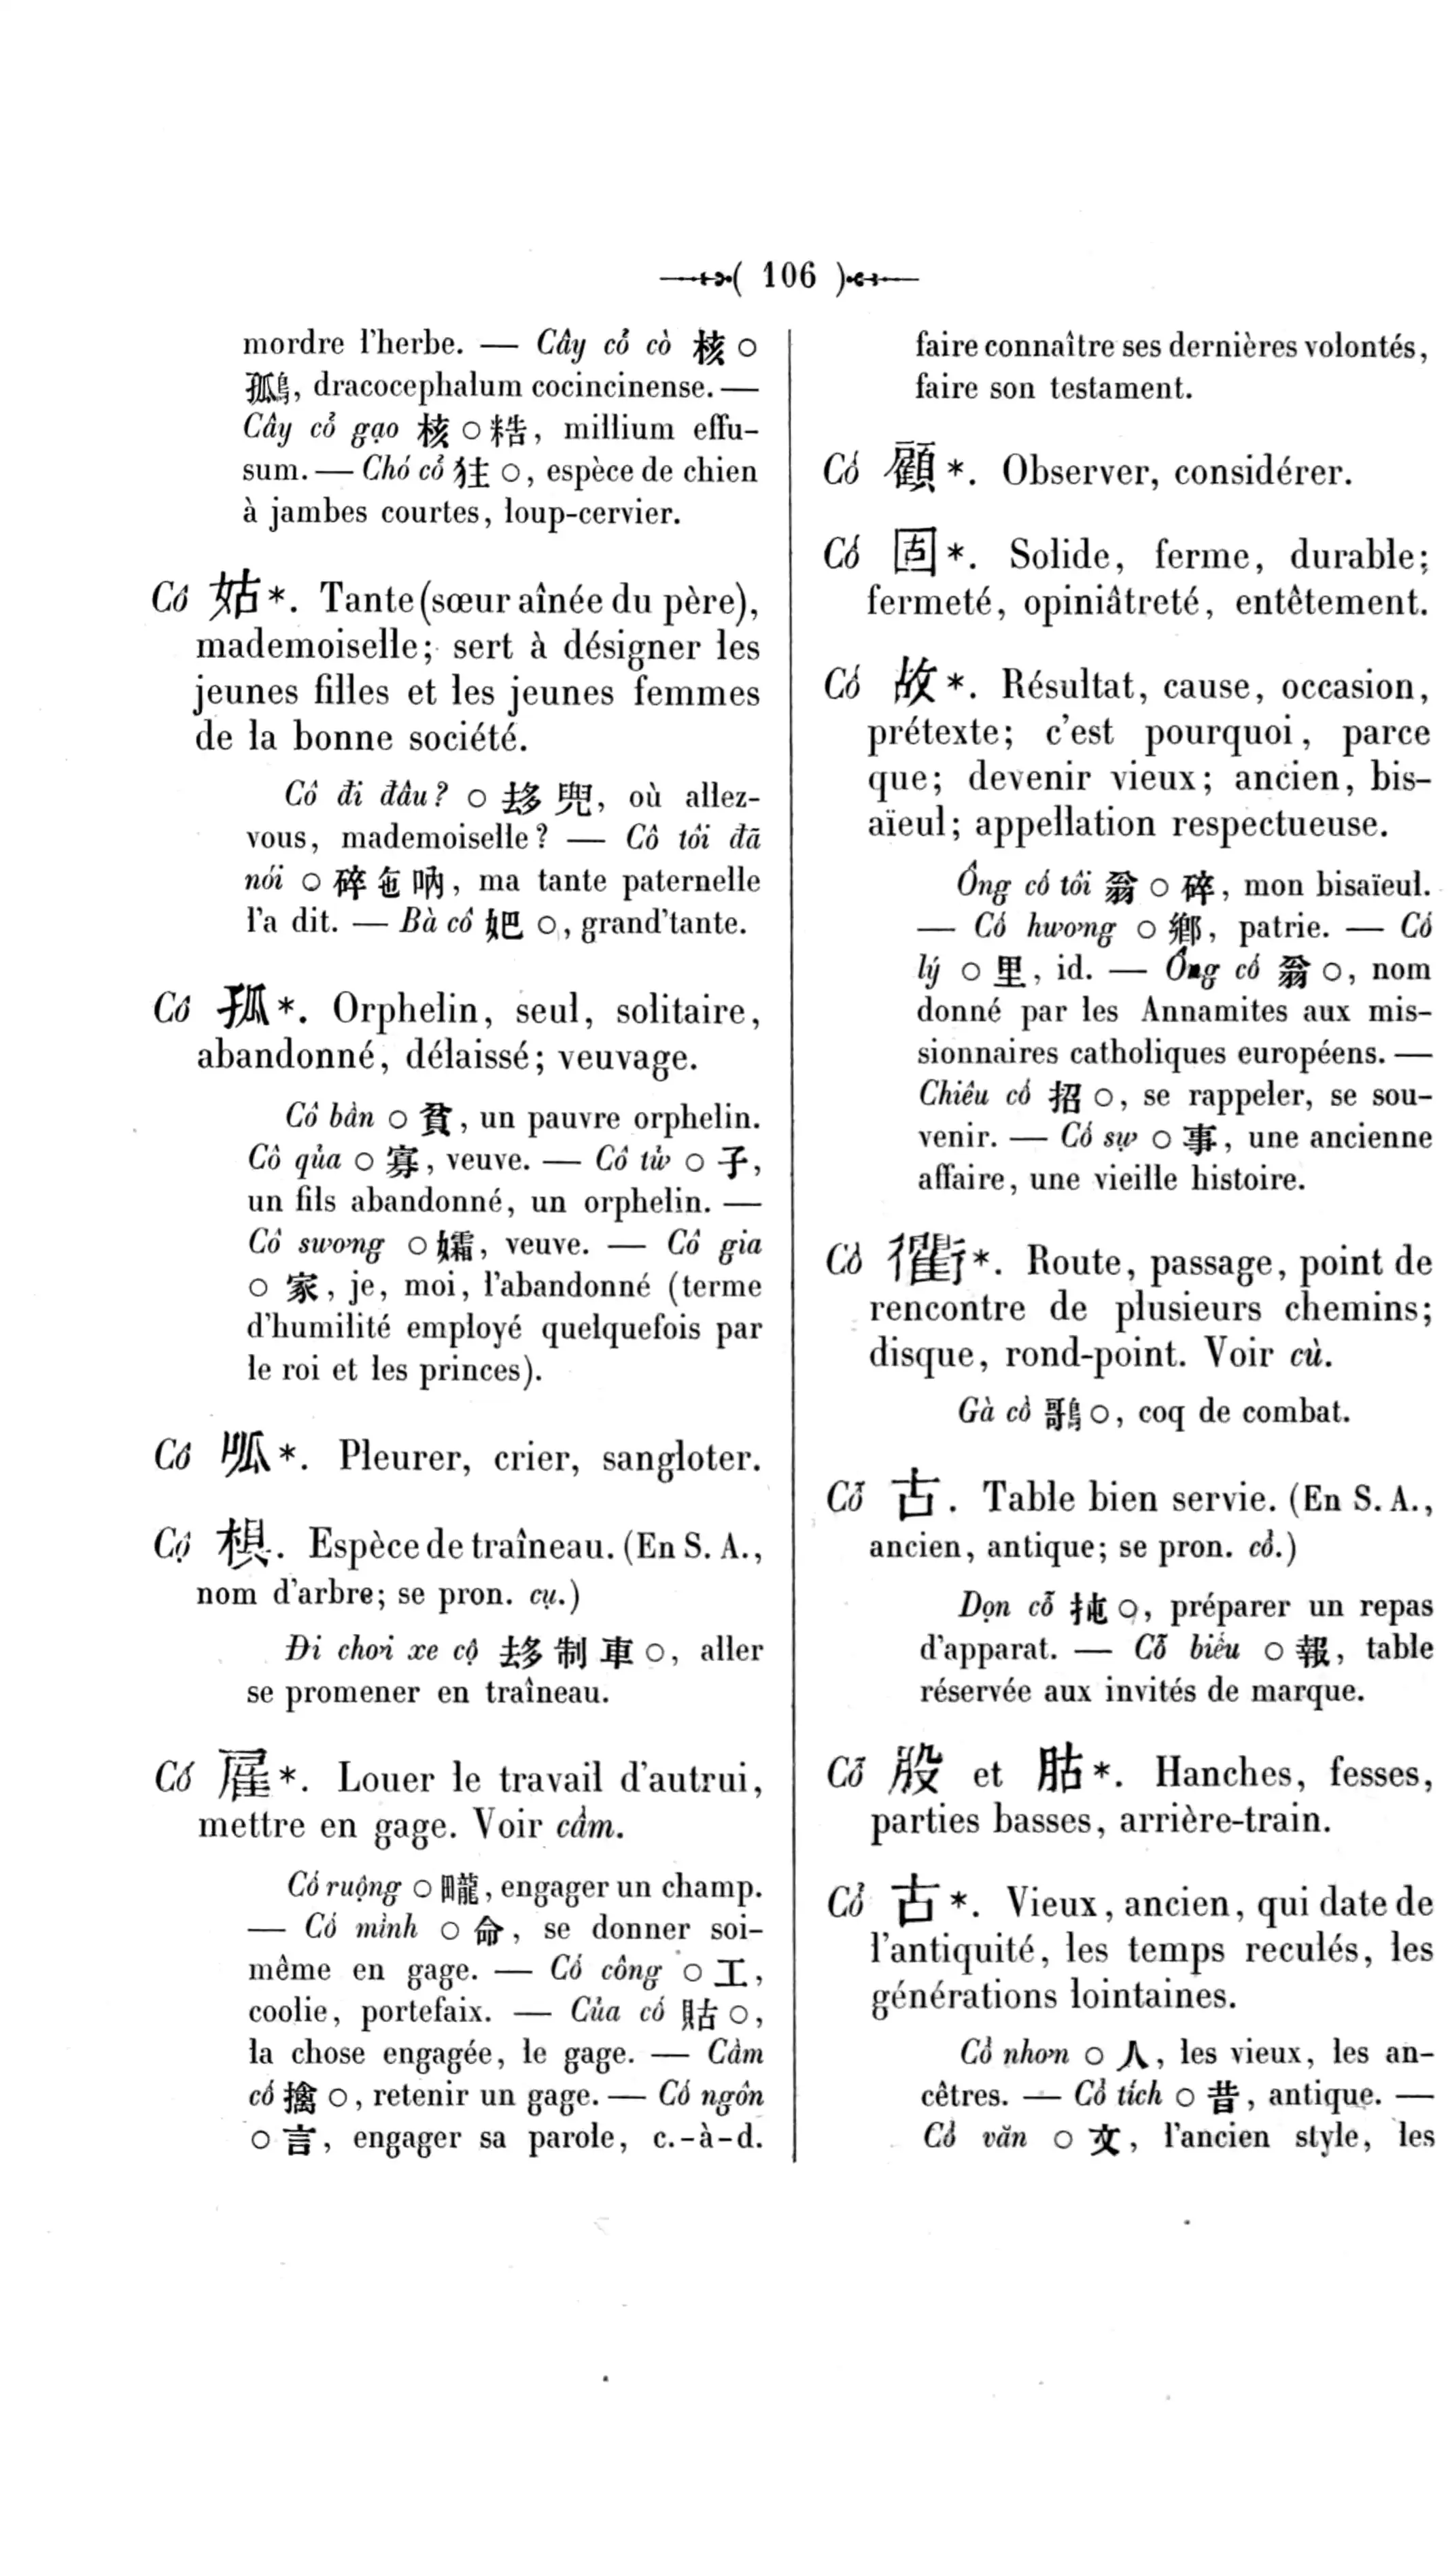 ( 106 )
mordre l'herbe. — Cây cổ cò 核○
𪂮, dracocephalum cocincinense. —
Cây cỏ gạo 核○𥽌, millium effu-
sum. — Chó cỏ ○, espèce de chien
à jambes courtes, loup-cervier.
Cô 姑*. Tante (sœur aînée du père),
mademoiselle; sert à désigner les
jeunes filles et les jeunes femmes
de la bonne société.
Cô đi đâu? ○𠫾兜, où allez-
vous, mademoiselle? — Cô tôi đã
nói ○碎㐌吶, ma tante paternelle
l'a dit. — Bà cô 妑○, grand'tante.
Cô 孤*. Orphelin, seul, solitaire,
abandonné, délaissé; veuvage.
Cô bần ○貧, un pauvre orphelin.
Cô qủa ○寡, veuve. — Cô tử ○子,
un fils abandonné, un orphelin. —
Cô sương ○孀, veuve. — Cô gia
○家, je, moi, l'abandonné (terme
d'humilité employé quelquefois par
le roi et les princes).
Cô 呱*. Pleurer, crier, sangloter.
Cộ 椇. Espèce de traîneau. (En S. A.,
nom d'arbre; se pron. cụ.)
Đi chơi xe cộ 𠫾制車○, aller
se promener en traîneau.
Cố 雇*. Louer le travail d'autrui,
mettre en gage. Voir cầm.
Cố ruộng ○𪽞, engager un champ.
— Cố mình ○命, se donner soi-
même en gage. — Cố công ○工,
coolie, portefaix. — Của cố 貼○,
la chose engagée, le gage. — Cầm
cố 擒○, retenir un gage. — Cố ngôn
○言, engager sa parole, c.-à-d.
faire connaître ses dernières volontés,
faire son testament.
Cố 顧*. Observer, considérer.
Cố 固*. Solide, ferme, durable;
fermeté, opiniâtreté, entêtement.
Cố 故*. Résultat, cause, occasion,
prétexte; c'est pourquoi, parce
que; devenir vieux; ancien, bis-
aïeul; appellation respectueuse.
Ông cố tôi 翁○碎, mon bisaïeul.
— Cố hương ○鄉, patrie. — Cố
lý ○里, id. — Ông cố 翁○, nom
donné par les Annamites aux mis-
sionnaires catholiques européens. —
Chiêu cố 招○, se rappeler, se sou-
venir. — Cố sự ○事, une ancienne
affaire, une vieille histoire.
Cồ 衢*. Route, passage, point de
rencontre de plusieurs chemins;
disque, rond-point. Voir cù.
Gà cồ ○, coq de combat.
Cỗ 古. Table bien servie. (En S. A.,
ancien, antique; se pron. cổ.)
Dọn cỗ 扽○, préparer un repas
d'apparat. — Cỗ biểu ○報, table
réservée aux invités de marque.
Cỗ 股 et 𦙶*. Hanches, fesses,
parties basses, arrière-train.
Cổ 古*. Vieux, ancien, qui date de
l'antiquité, les temps reculés, les
générations lointaines.
Cổ nhơn ○人, les vieux, les an-
cêtres. — Cổ tích ○昔, antique. —
Cổ văn ○文, l'ancien style, les